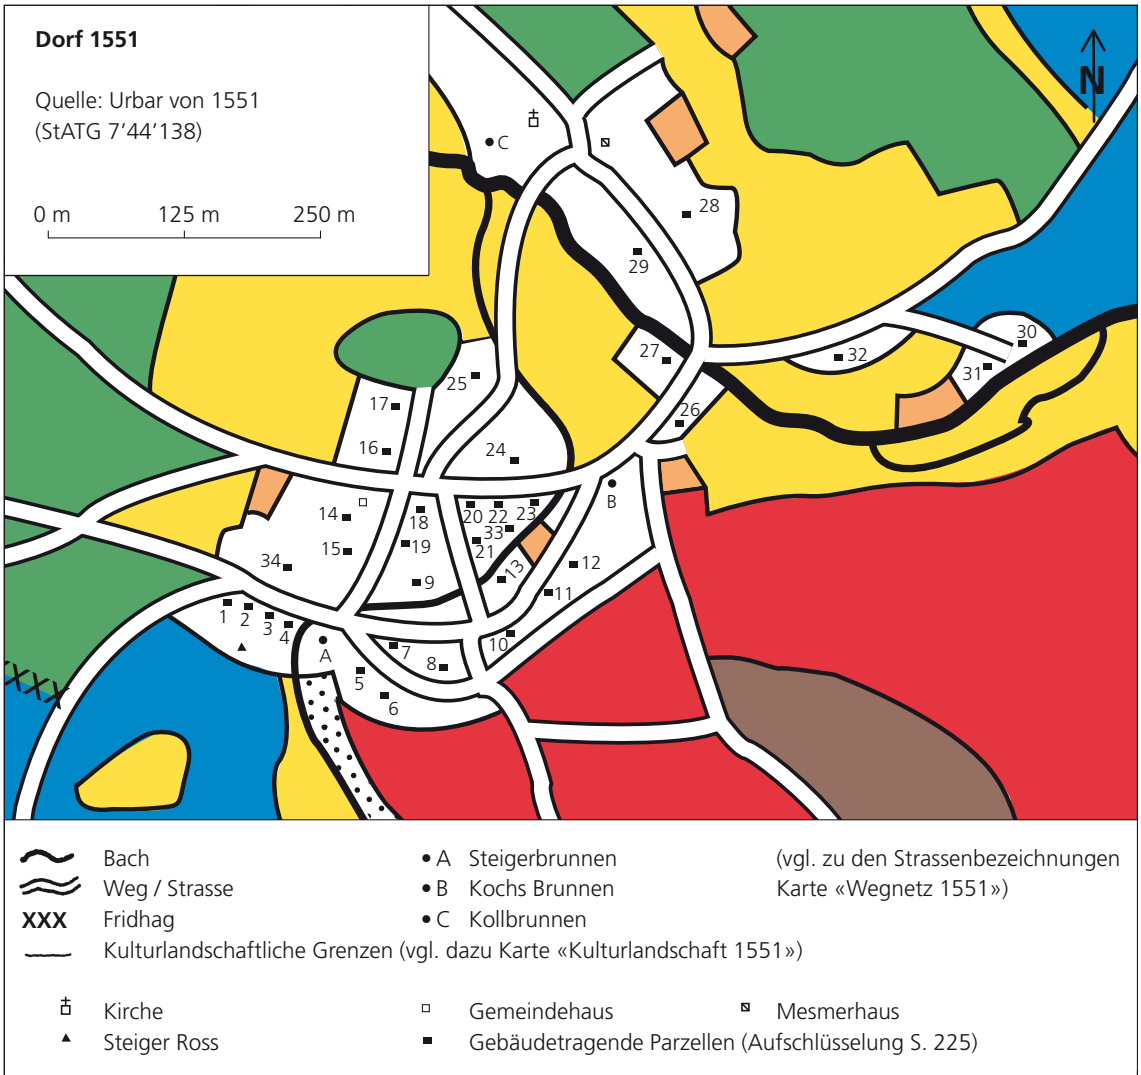 Dorf 1551
Quelle: Urbar von 1551
(StATG 7’44’138)
0 m 125 m 250 m
N
C
28
29
30
27
32
31
25
17
26
16
24
B
14
18
20 22 23
33
15
19
21
34
9
13
12
11
1 2 3 4
A
7
10
8
5
6
XXX
Bach
Weg / Strasse
XXX Fridhag
Kulturlandschaftliche Grenzen (vgl. dazu Karte «Kulturlandschaft 1551»)
A Steigerbrunnen
B Kochs Brunnen
C Kollbrunnen
(vgl. zu den Strassenbezeichnungen
Karte «Wegnetz 1551»)
Kirche
Steiger Ross
Gemeindehaus
Gebäudetragende Parzellen (Aufschlüsselung S. 225)
Mesmerhaus